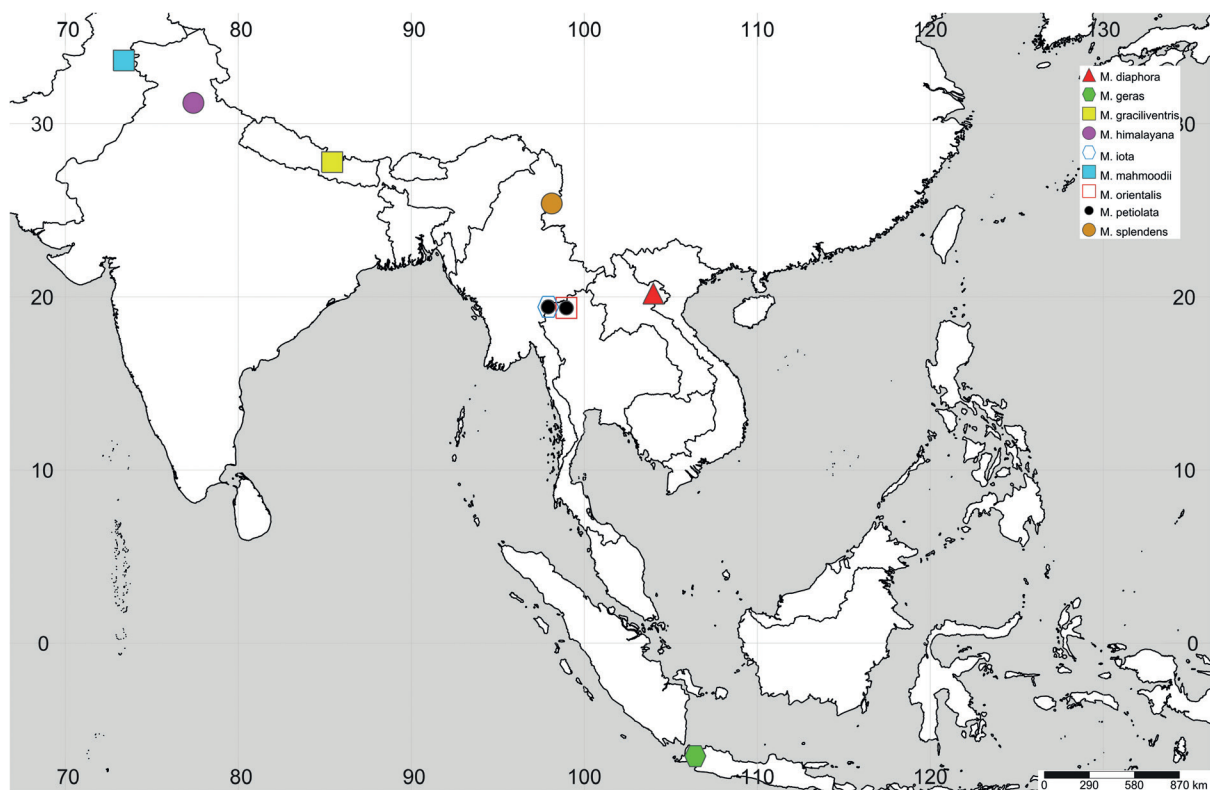 70 80 90 100 110 120 130
M. diaphora
M. geras
M. graciliventris
M. himalayana
M. iota
M. mahmoodii
M. orientalis
M. petiolata
M. splendens
30 30
20 20
10 10
0 0
70 80 90 100 110 120
0 290 580 870 km